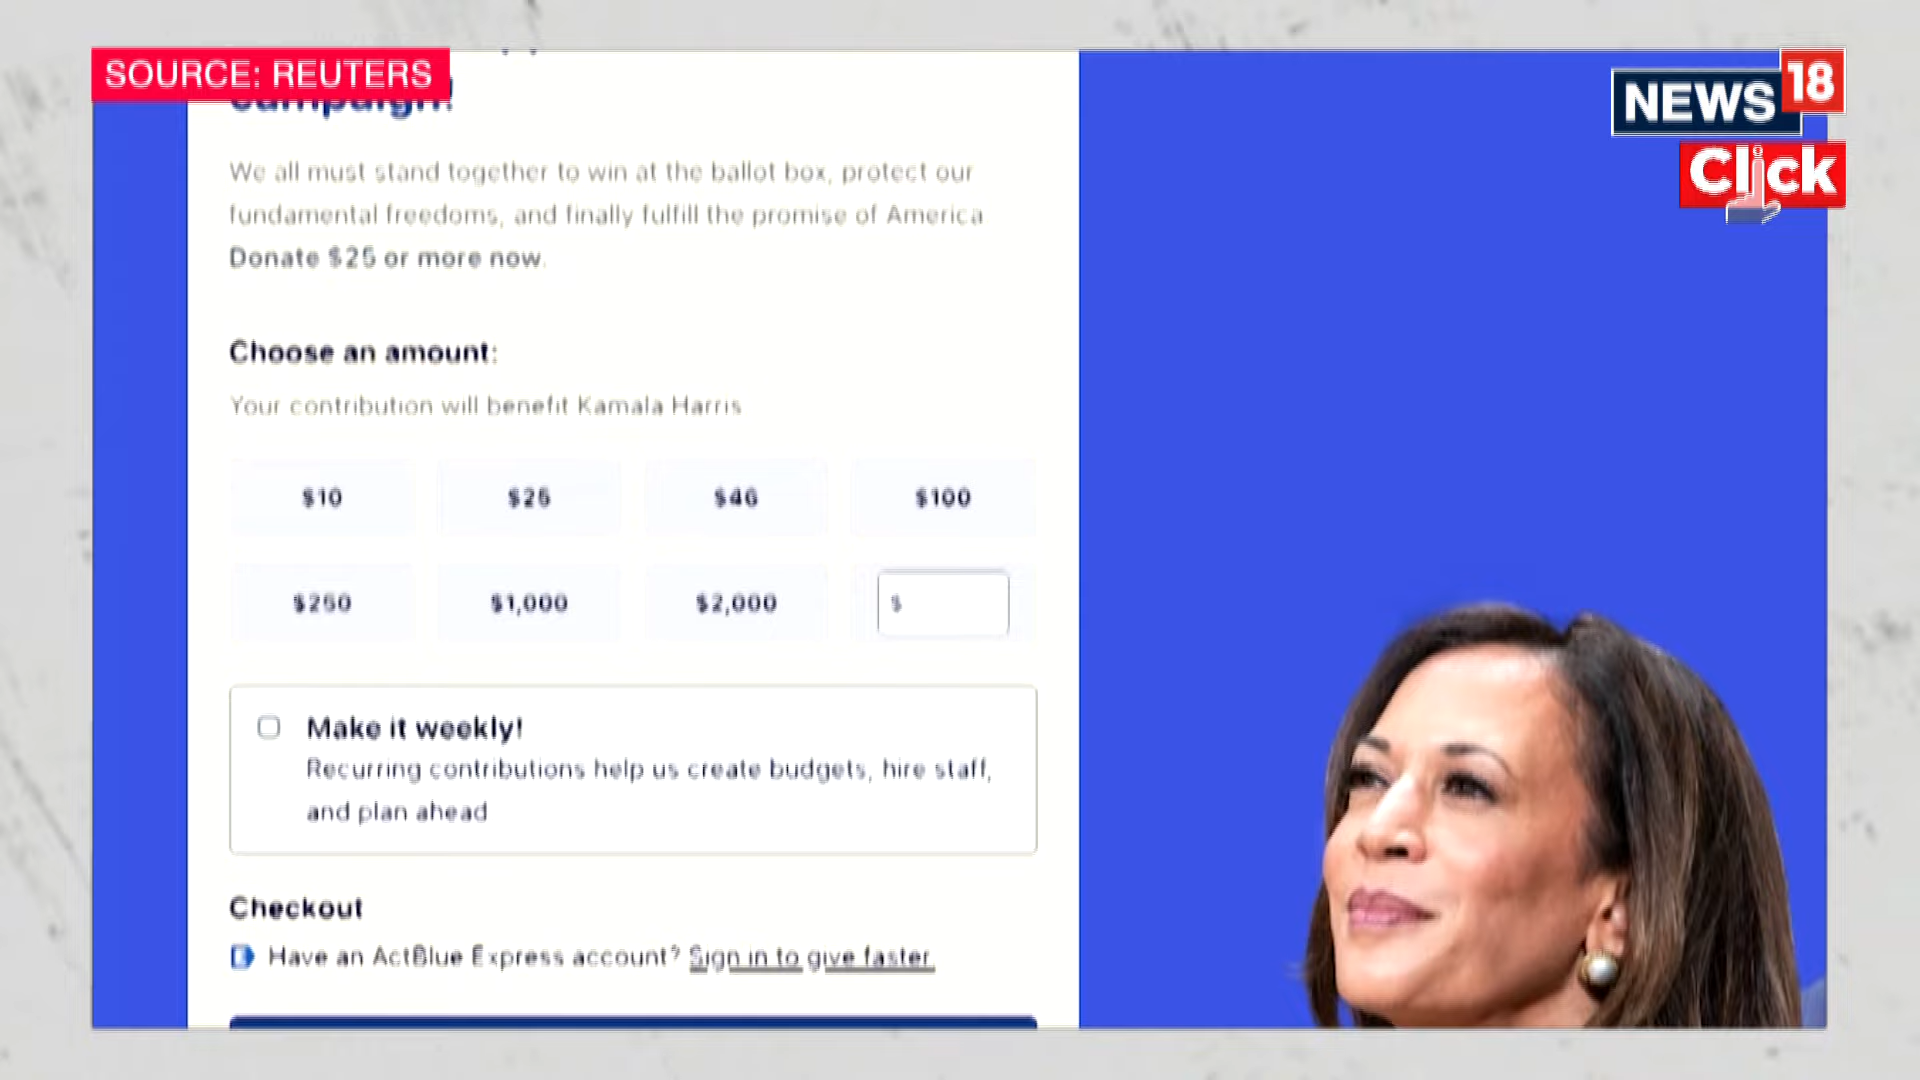 SOURCE: REUTERS
NEWS 18
Click
campaign!
We all must stand together to win at the ballot box, protect our
fundamental freedoms, and finally fulfill the promise of America
Donate $25 or more now.
Choose an amount:
Your contribution will benefit Kamala Harris
$10 $25 $46 $100
$250 $1,000 $2,000 $
Make it weekly!
Recurring contributions help us create budgets, hire staff,
and plan ahead
Checkout
Have an ActBlue Express account? Sign in to give faster.